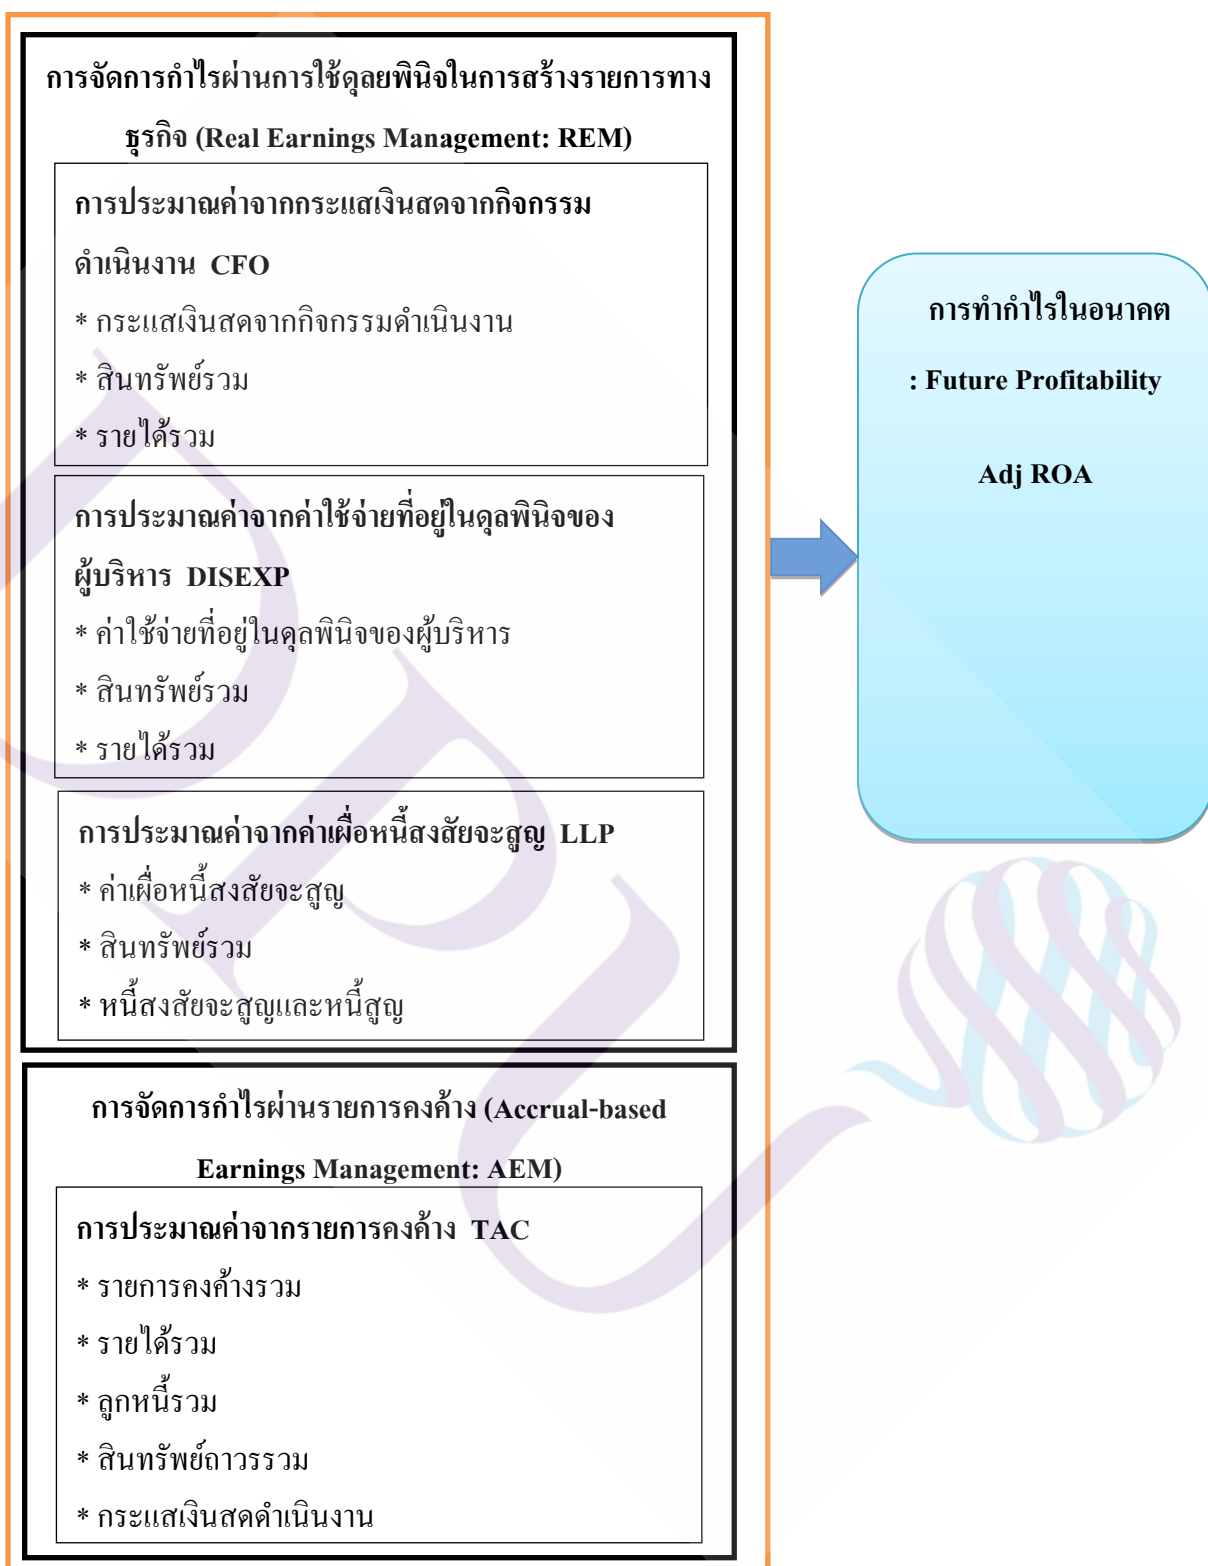 การจัดการกำไรผ่านการใช้ดุลยพินิจในการสร้างรายการทาง
ธุรกิจ (Real Earnings Management: REM)
การประมาณค่าจากกระแสเงินสดจากกิจกรรม
ดำเนินงาน CFO
* กระแสเงินสดจากกิจกรรมดำเนินงาน
* สินทรัพย์รวม
* รายได้รวม
การประมาณค่าจากค่าใช้จ่ายที่อยู่ในดุลพินิจของ
ผู้บริหาร DISEXP
* ค่าใช้จ่ายที่อยู่ในดุลพินิจของผู้บริหาร
* สินทรัพย์รวม
* รายได้รวม
การประมาณค่าจากค่าเผื่อหนี้สงสัยจะสูญ LLP
* ค่าเผื่อหนี้สงสัยจะสูญ
* สินทรัพย์รวม
* หนี้สงสัยจะสูญและหนี้สูญ
การจัดการกำไรผ่านรายการคงค้าง (Accrual-based
Earnings Management: AEM)
การประมาณค่าจากรายการคงค้าง TAC
* รายการคงค้างรวม
* รายได้รวม
* ลูกหนี้รวม
* สินทรัพย์ถาวรรวม
* กระแสเงินสดดำเนินงาน
การทำกำไรในอนาคต
: Future Profitability
Adj ROA
DPU